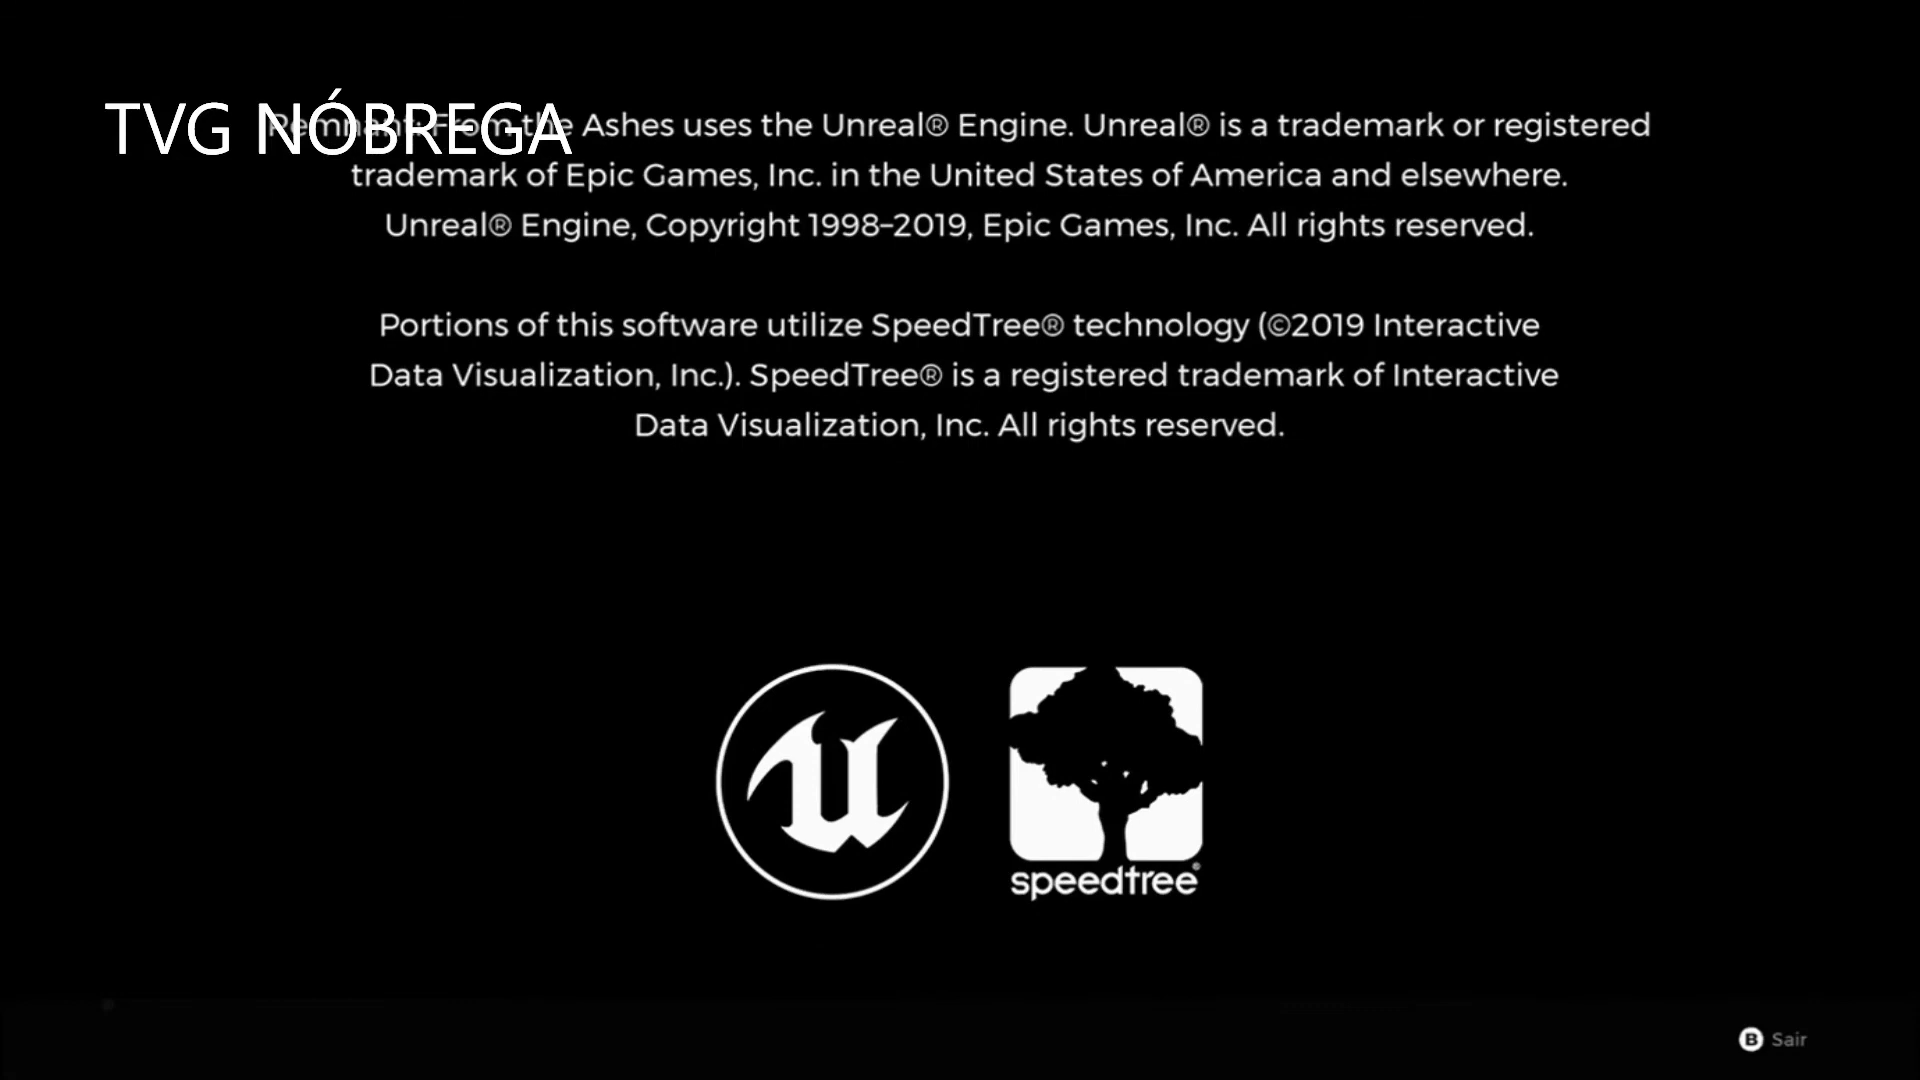 TVG NÓBREGA
Remnant: From the Ashes uses the Unreal® Engine. Unreal® is a trademark or registered
trademark of Epic Games, Inc. in the United States of America and elsewhere.
Unreal® Engine, Copyright 1998–2019, Epic Games, Inc. All rights reserved.
Portions of this software utilize SpeedTree® technology (©2019 Interactive
Data Visualization, Inc.). SpeedTree® is a registered trademark of Interactive
Data Visualization, Inc. All rights reserved.
speedtree®
B Sair